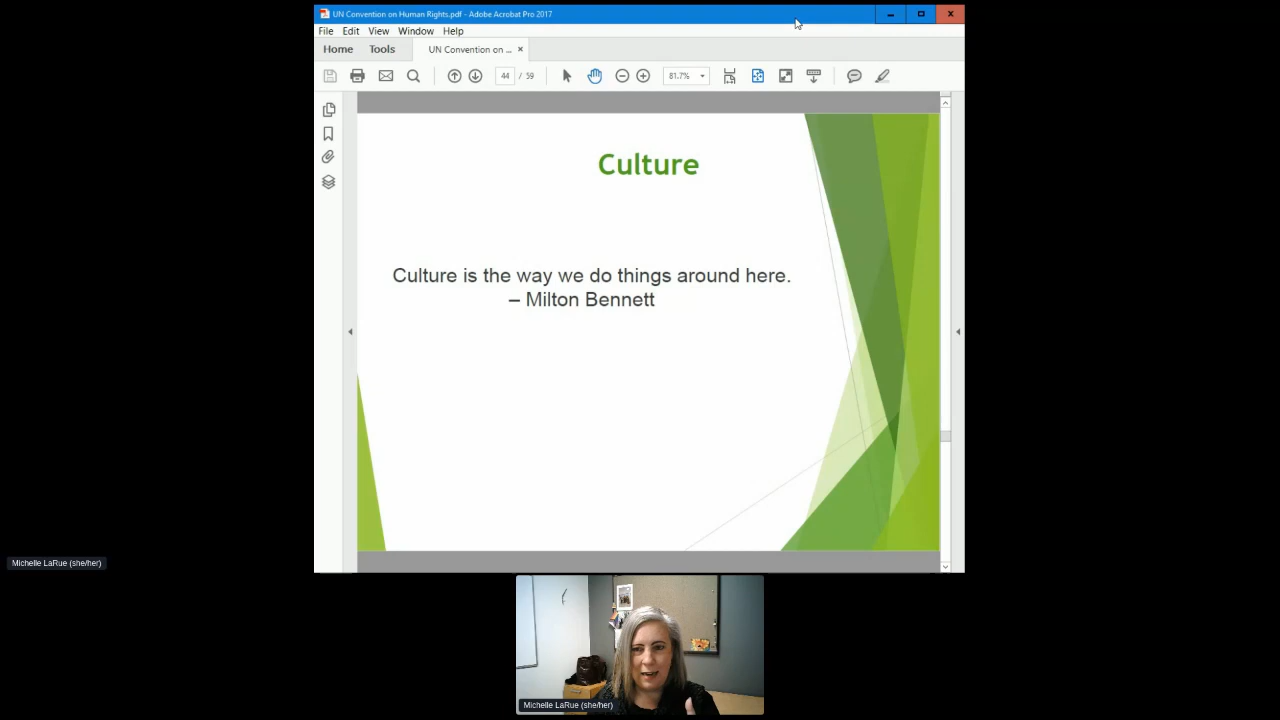 UN Convention on Human Rights.pdf - Adobe Acrobat Pro 2017
File Edit View Window Help
Home Tools UN Convention on ... ×
44 / 59 81.7%
Culture
Culture is the way we do things around here.
– Milton Bennett
Michelle LaRue (she/her)
Michelle LaRue (she/her)